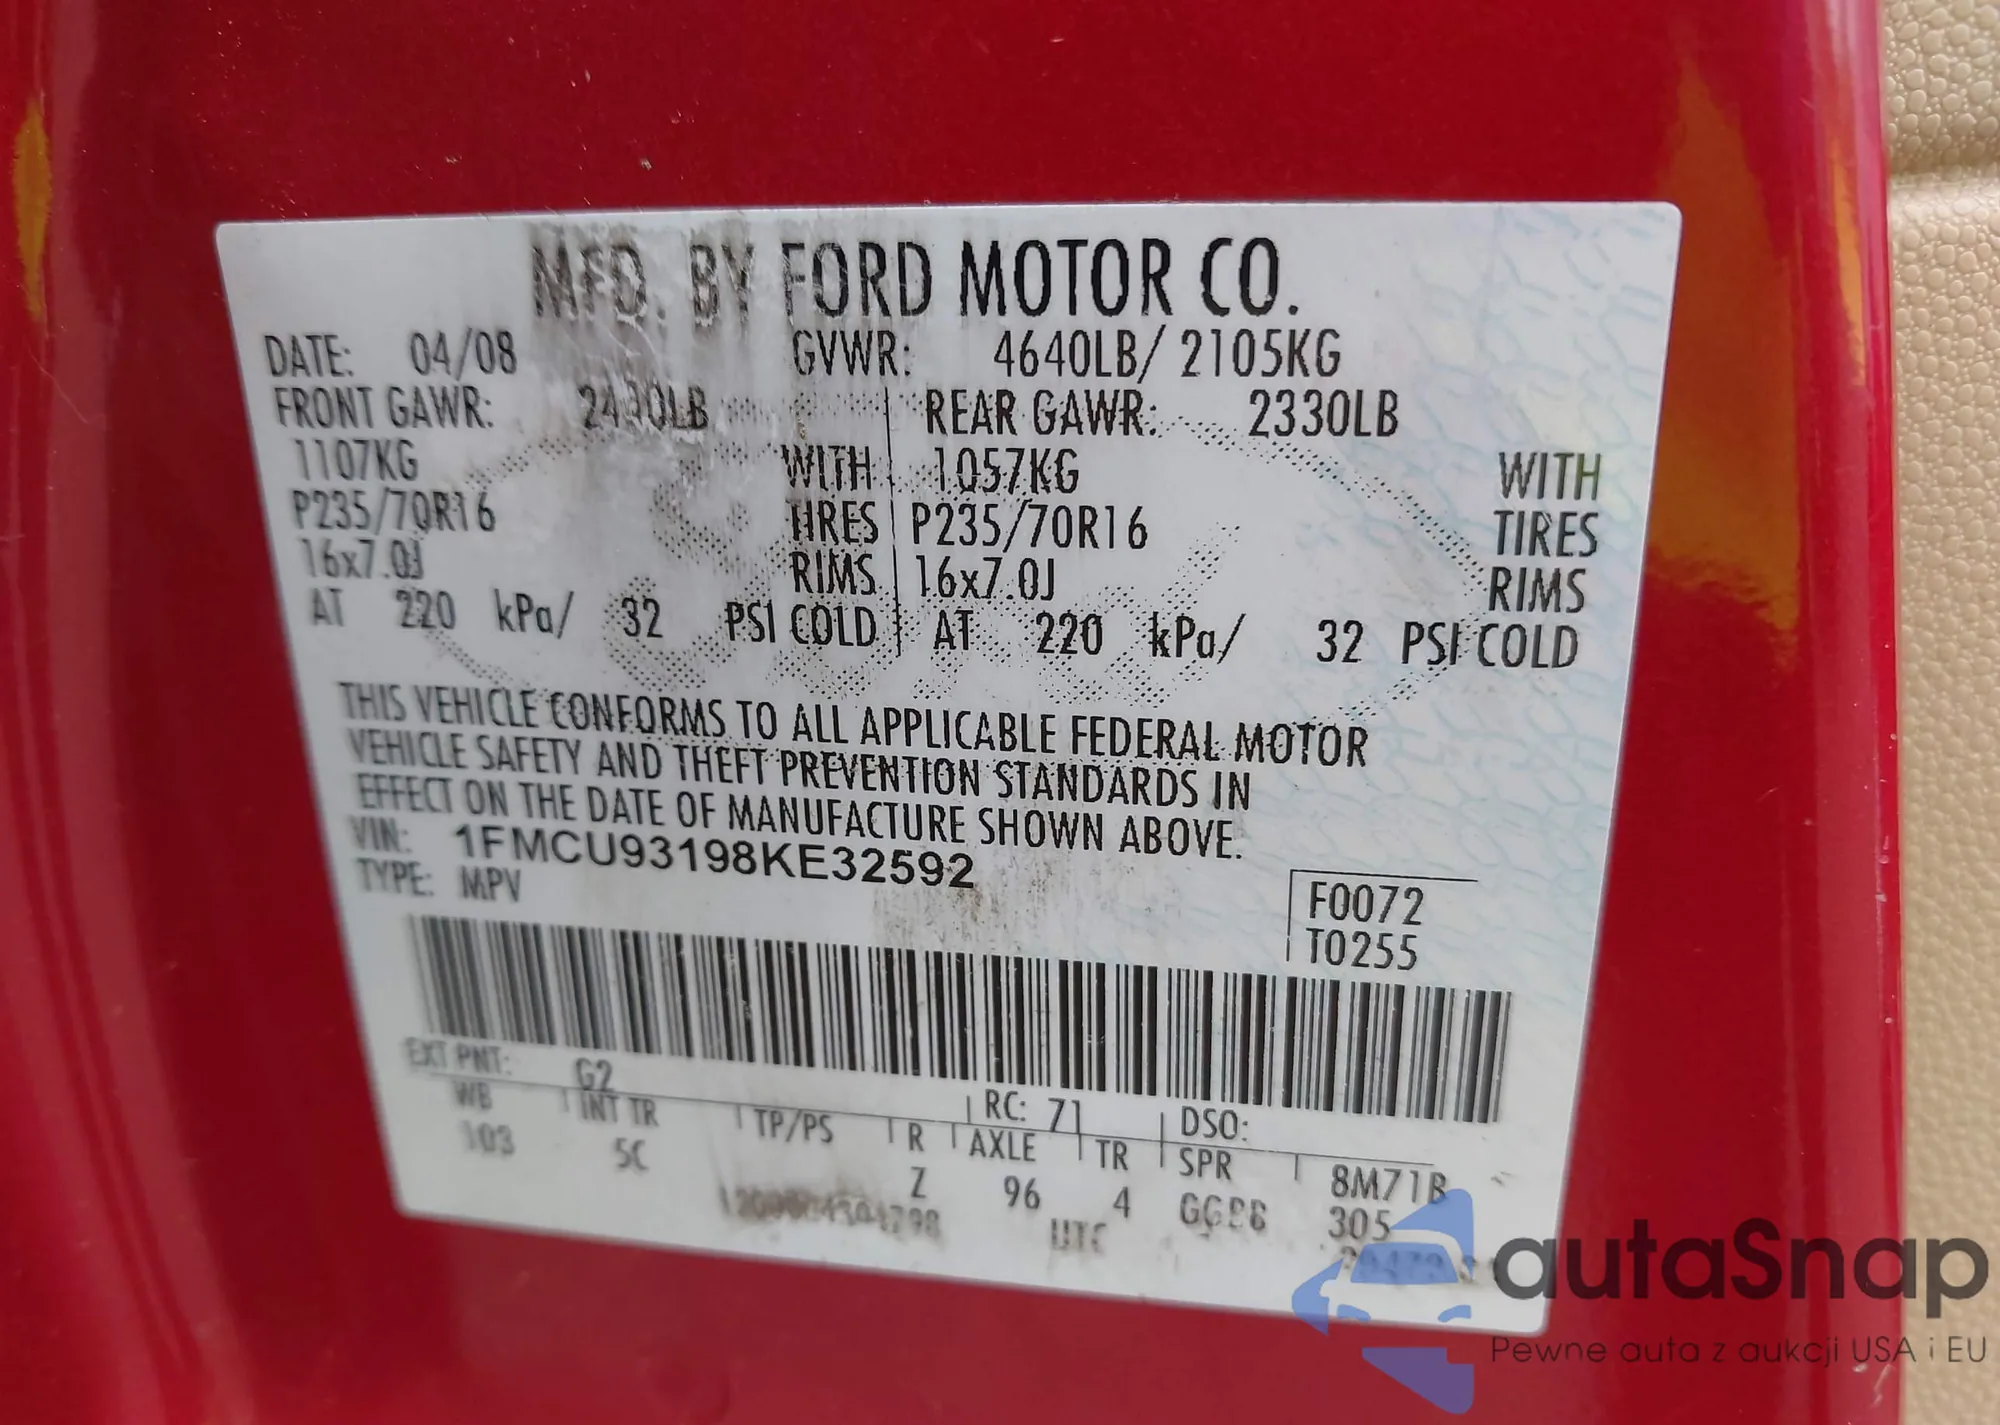 MFD. BY FORD MOTOR CO.
DATE: 04/08 GVWR: 4640LB/ 2105KG
FRONT GAWR: 2440LB REAR GAWR: 2330LB
1107KG WITH 1057KG WITH
P235/70R16 TIRES P235/70R16 TIRES
16x7.0J RIMS 16x7.0J RIMS
AT 220 kPa/ 32 PSI COLD AT 220 kPa/ 32 PSI COLD
THIS VEHICLE CONFORMS TO ALL APPLICABLE FEDERAL MOTOR
VEHICLE SAFETY AND THEFT PREVENTION STANDARDS IN
EFFECT ON THE DATE OF MANUFACTURE SHOWN ABOVE.
VIN: 1FMCU93198KE32592
TYPE: MPV
F0072
T0255
EXT PNT: G2 RC: 71 DSO:
WB INT TR TP/PS R AXLE TR SPR 8M71B
103 5C Z 96 4 GGBB 305
UTC
autaSnap
Pewne auta z aukcji USA i EU